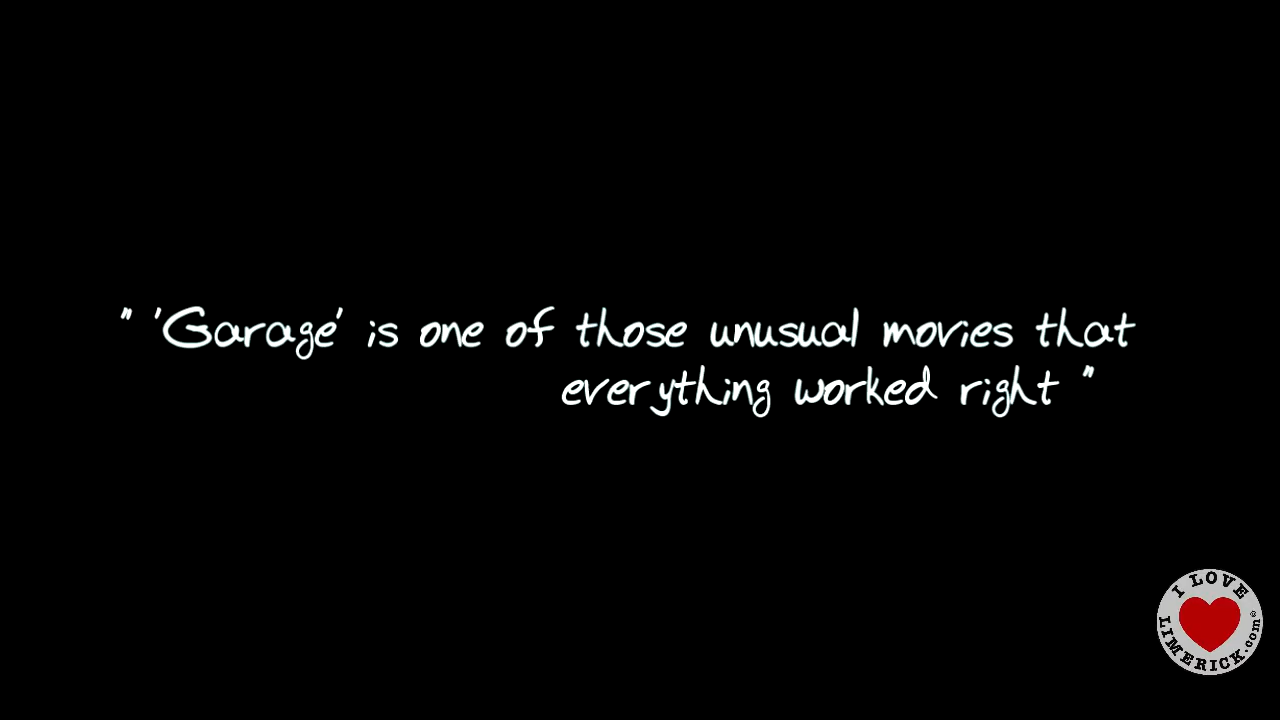 " 'Garage' is one of those unusual movies that
everything worked right "
I LOVE
LIMERICK.com©